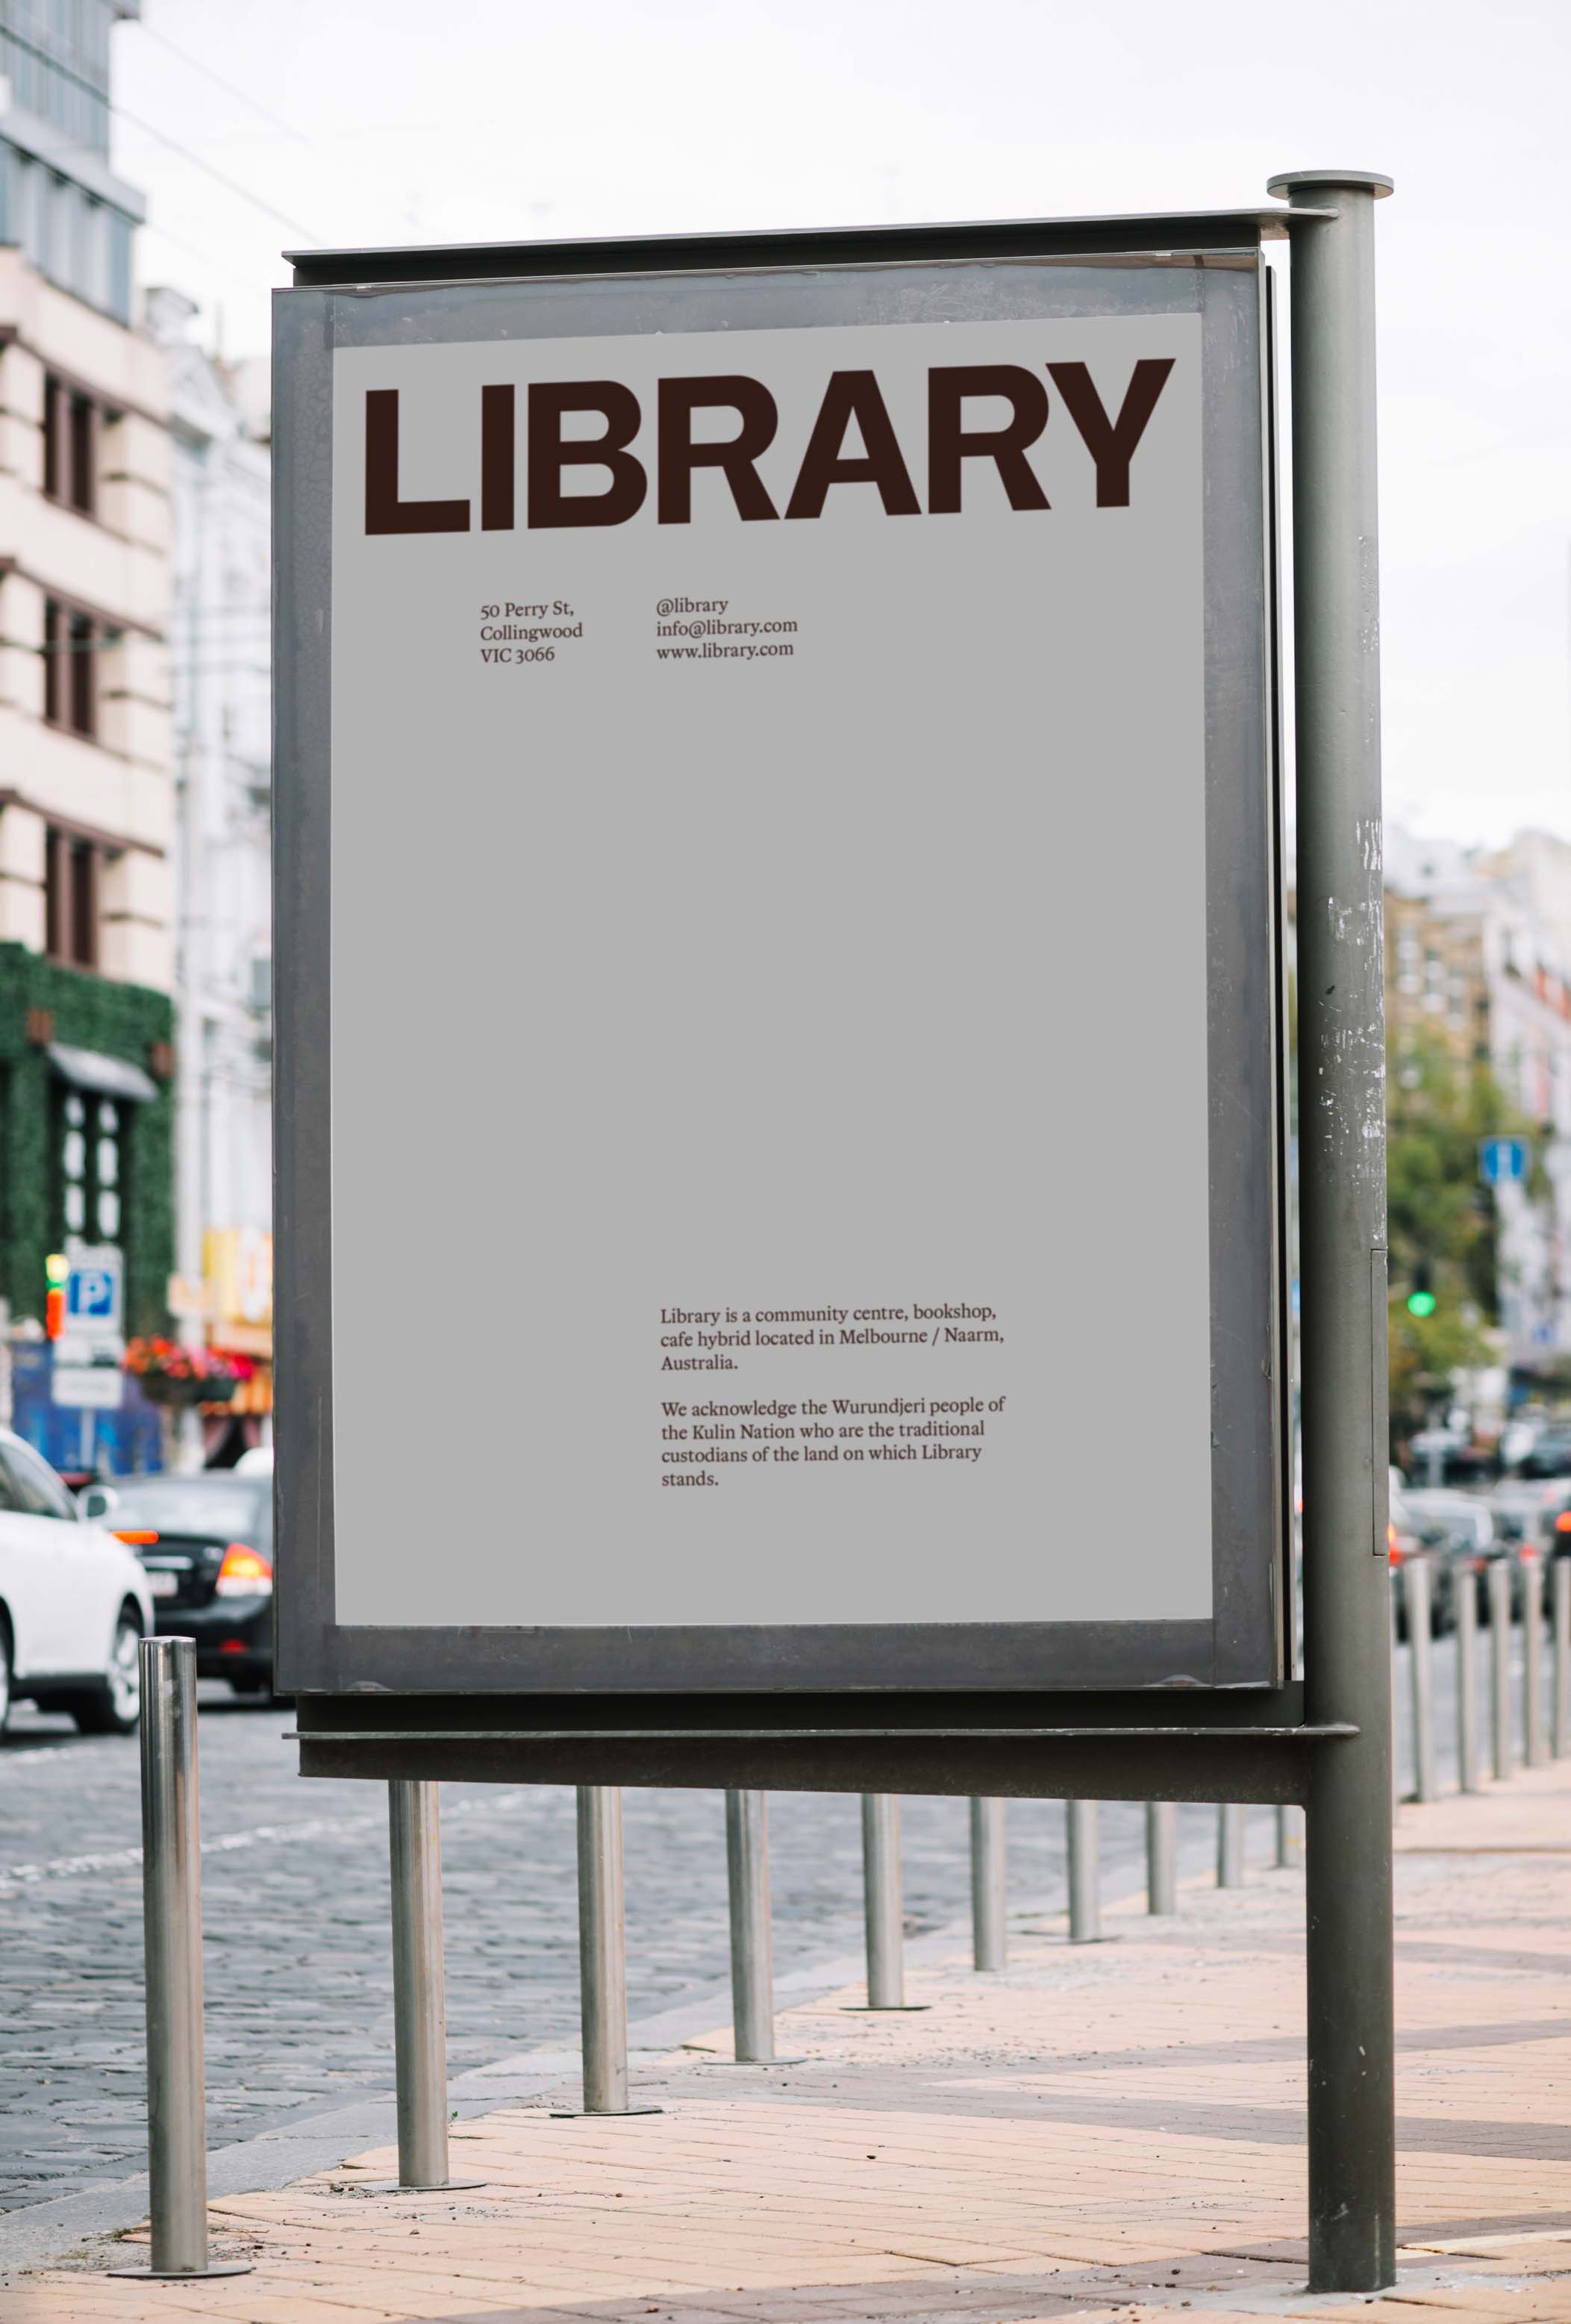 LIBRARY
50 Perry St,
Collingwood
VIC 3066
@library
info@library.com
www.library.com
Library is a community centre, bookshop,
cafe hybrid located in Melbourne / Naarm,
Australia.
We acknowledge the Wurundjeri people of
the Kulin Nation who are the traditional
custodians of the land on which Library
stands.
P